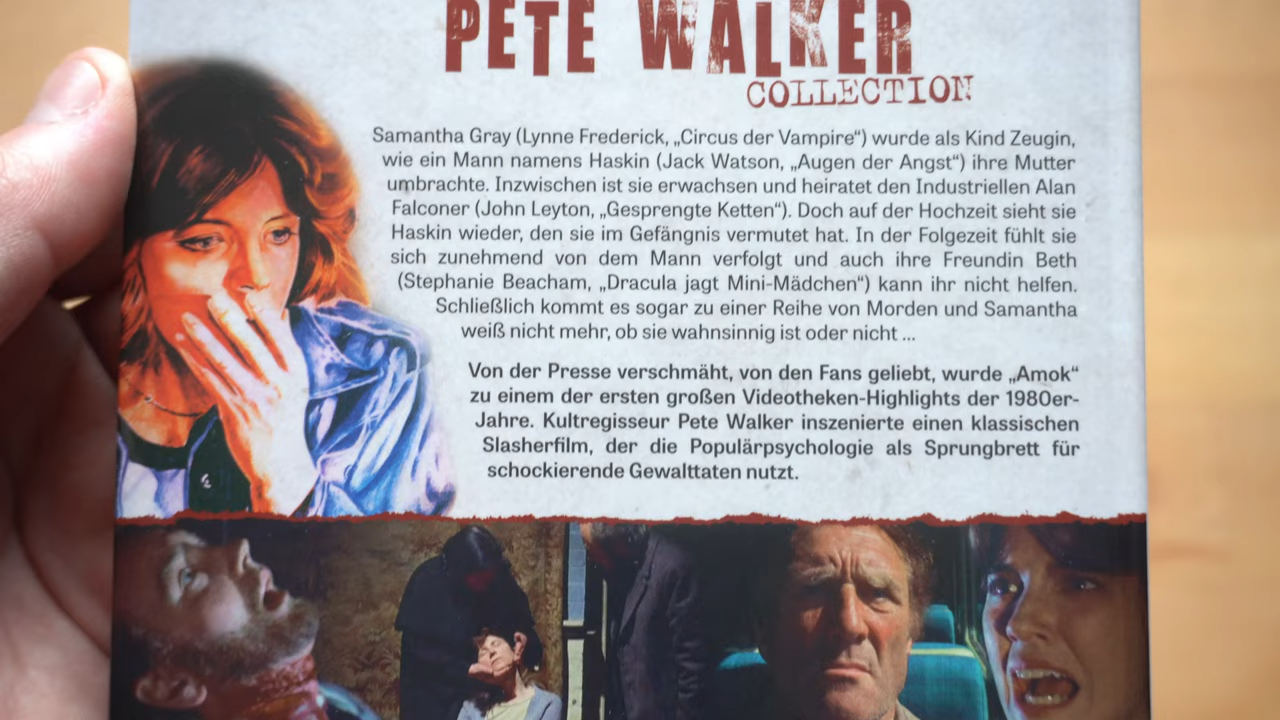 PETE WALKER
COLLECTION
Samantha Gray (Lynne Frederick, „Circus der Vampire“) wurde als Kind Zeugin,
wie ein Mann namens Haskin (Jack Watson, „Augen der Angst“) ihre Mutter
umbrachte. Inzwischen ist sie erwachsen und heiratet den Industriellen Alan
Falconer (John Leyton, „Gesprengte Ketten“). Doch auf der Hochzeit sieht sie
Haskin wieder, den sie im Gefängnis vermutet hat. In der Folgezeit fühlt sie
sich zunehmend von dem Mann verfolgt und auch ihre Freundin Beth
(Stephanie Beacham, „Dracula jagt Mini-Mädchen“) kann ihr nicht helfen.
Schließlich kommt es sogar zu einer Reihe von Morden und Samantha
weiß nicht mehr, ob sie wahnsinnig ist oder nicht ...
Von der Presse verschmäht, von den Fans geliebt, wurde „Amok“
zu einem der ersten großen Videotheken-Highlights der 1980er-
Jahre. Kultregisseur Pete Walker inszenierte einen klassischen
Slasherfilm, der die Populärpsychologie als Sprungbrett für
schockierende Gewalttaten nutzt.